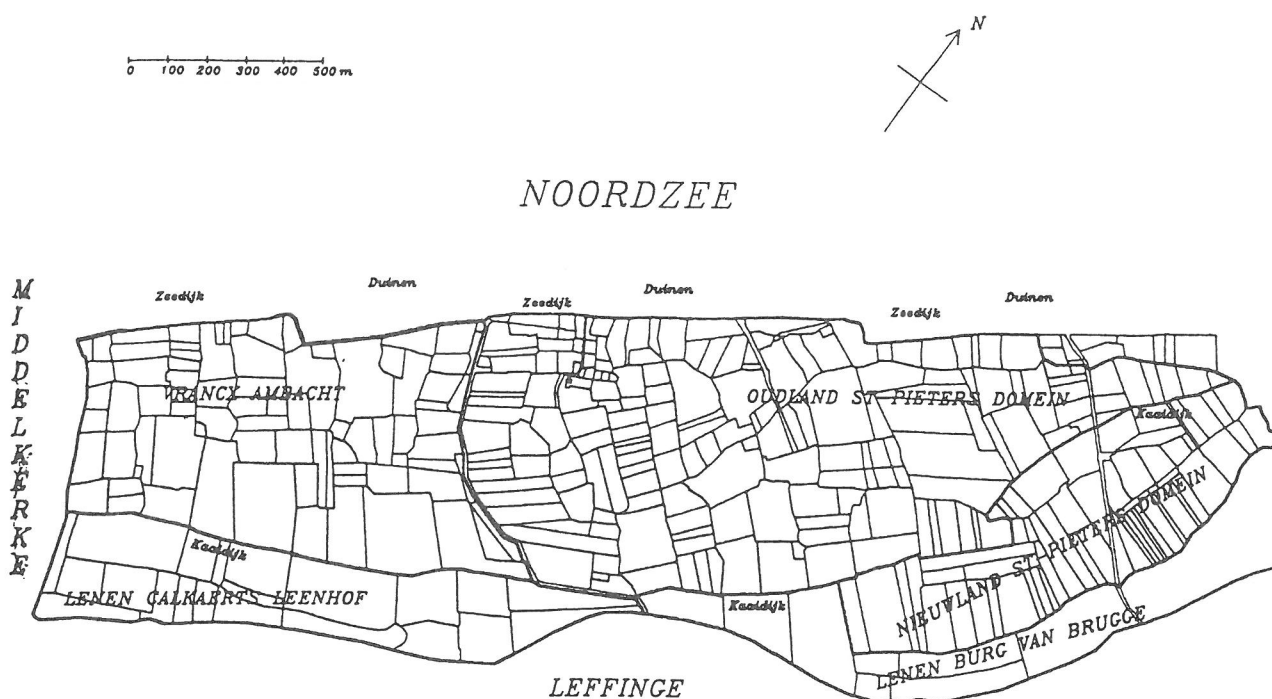 N
0 100 200 300 400 500 m
NOORDZEE
MIDDELKERKE
Zeedijk
Duinen
Zeedijk
Duinen
Zeedijk
Duinen
VRANCX AMBACHT
OUDLAND ST PIETERS DOMEIN
Kaaidijk
Kaaidijk
NIEUWLAND ST PIETERS DOMEIN
LENEN CALKAERTS LEENHOF
Kaaidijk
LENEN BURG VAN BRUGGE
LEFFINGE